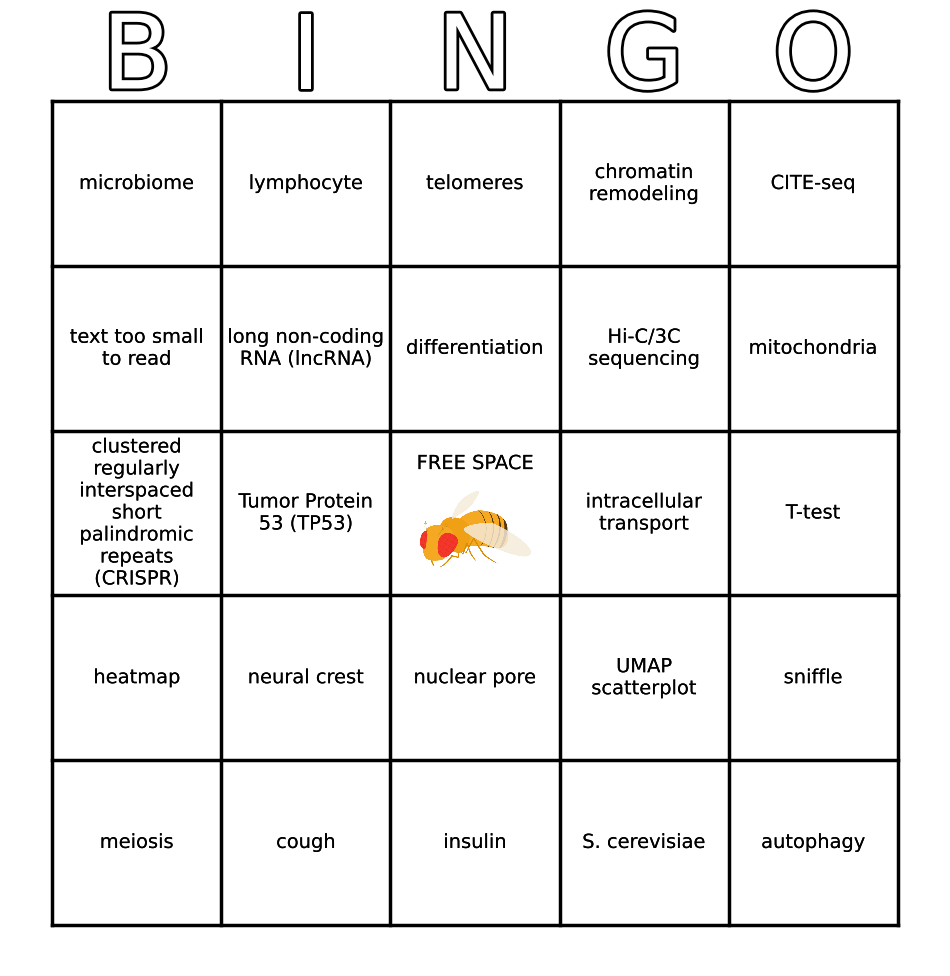 B I N G O
microbiome
lymphocyte
telomeres
chromatin
remodeling
CITE-seq
text too small
to read
long non-coding
RNA (lncRNA)
differentiation
Hi-C/3C
sequencing
mitochondria
clustered
regularly
interspaced
short
palindromic
repeats
(CRISPR)
Tumor Protein
53 (TP53)
FREE SPACE
intracellular
transport
T-test
heatmap
neural crest
nuclear pore
UMAP
scatterplot
sniffle
meiosis
cough
insulin
S. cerevisiae
autophagy